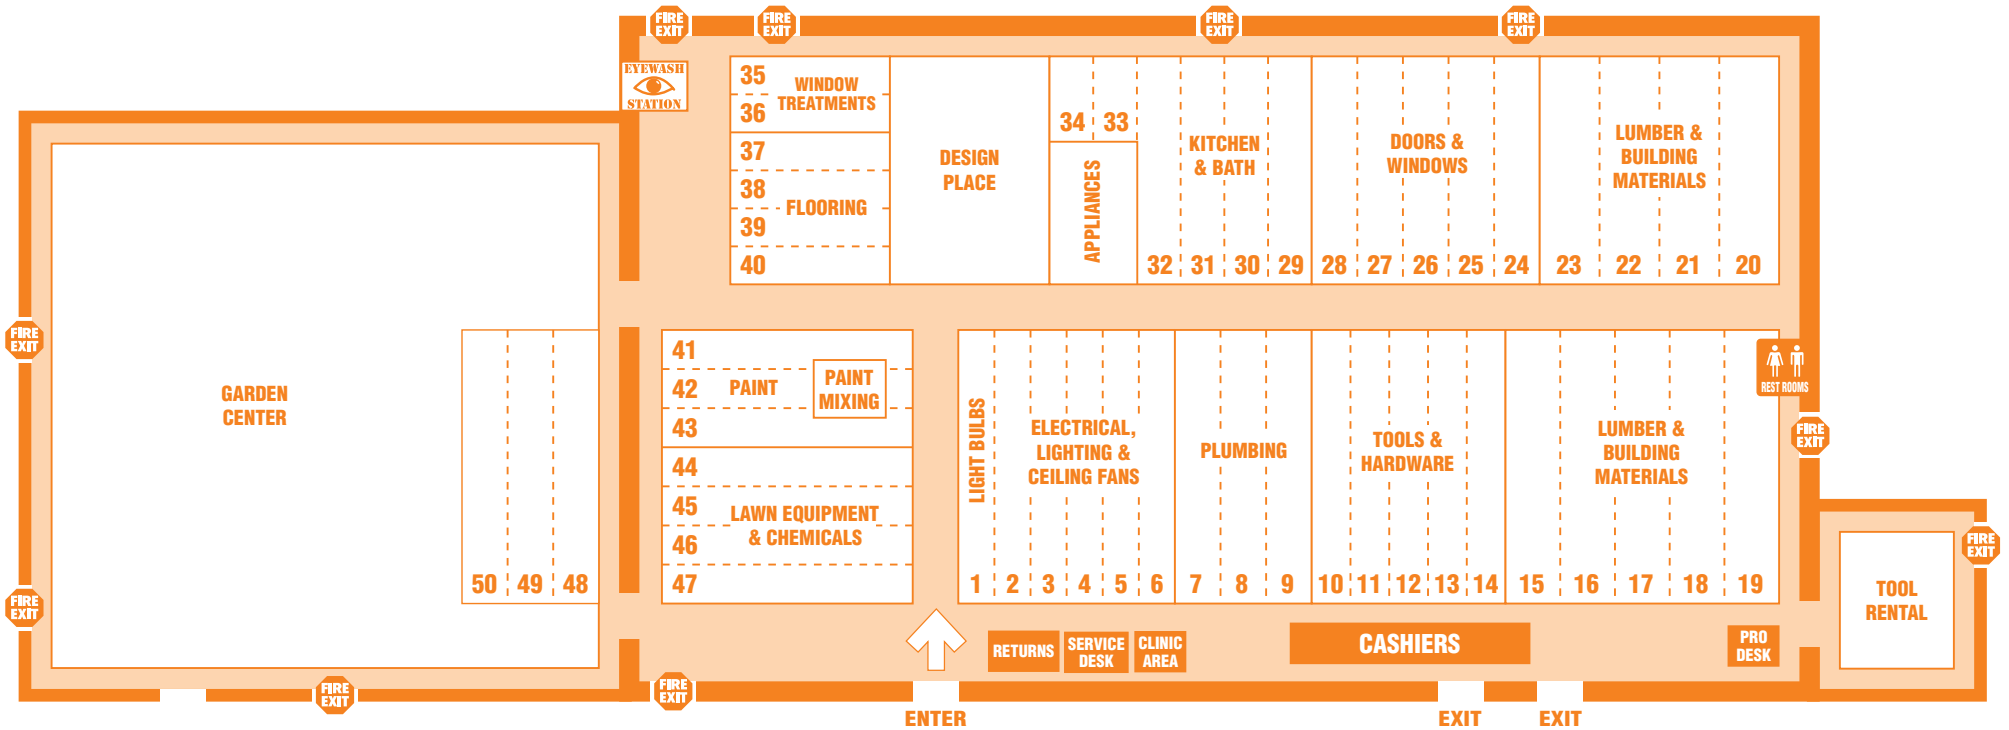 FIRE
EXIT
FIRE
EXIT
FIRE
EXIT
FIRE
EXIT
EYEWASH
STATION
35
36
WINDOW
TREATMENTS
37
38
39
40
FLOORING
DESIGN
PLACE
34
33
APPLIANCES
KITCHEN
& BATH
32
31
30
29
DOORS &
WINDOWS
28
27
26
25
24
LUMBER &
BUILDING
MATERIALS
23
22
21
20
FIRE
EXIT
GARDEN
CENTER
50
49
48
FIRE
EXIT
FIRE
EXIT
41
42
43
PAINT
PAINT
MIXING
44
45
46
47
LAWN EQUIPMENT
& CHEMICALS
LIGHT BULBS
ELECTRICAL,
LIGHTING &
CEILING FANS
1
2
3
4
5
6
PLUMBING
7
8
9
TOOLS &
HARDWARE
10
11
12
13
14
LUMBER &
BUILDING
MATERIALS
15
16
17
18
19
REST ROOMS
FIRE
EXIT
FIRE
EXIT
TOOL
RENTAL
RETURNS
SERVICE
DESK
CLINIC
AREA
CASHIERS
PRO
DESK
FIRE
EXIT
ENTER
EXIT
EXIT